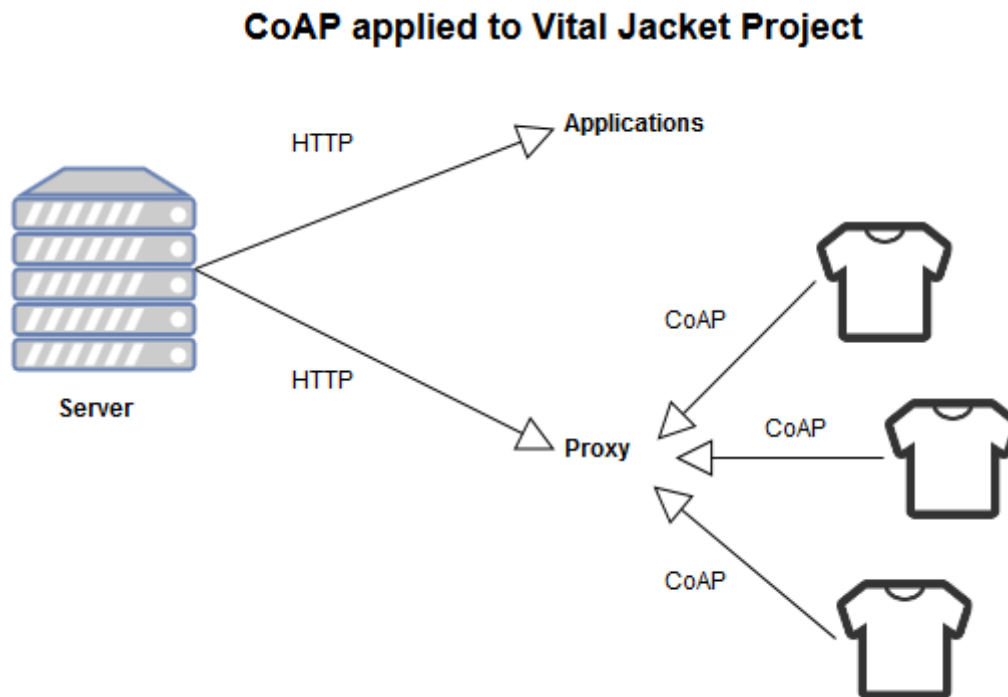 CoAP applied to Vital Jacket Project
HTTP
Applications
CoAP
HTTP
Server
CoAP
Proxy
CoAP